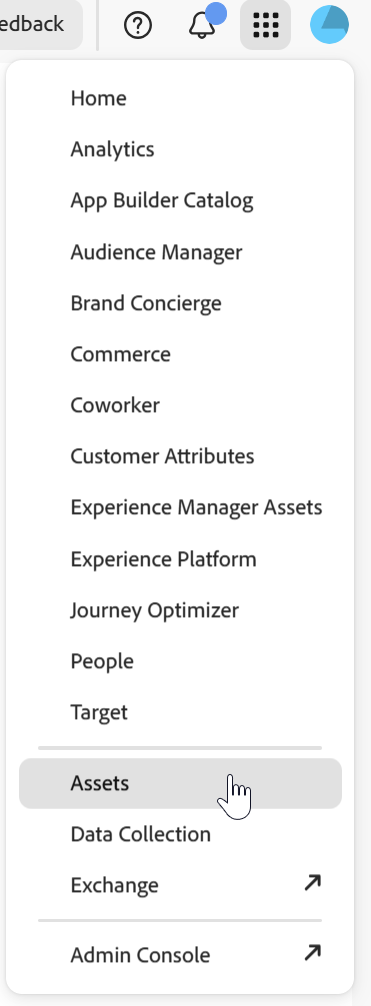 edback
Home
Analytics
App Builder Catalog
Audience Manager
Brand Concierge
Commerce
Coworker
Customer Attributes
Experience Manager Assets
Experience Platform
Journey Optimizer
People
Target
Assets
Data Collection
Exchange
Admin Console